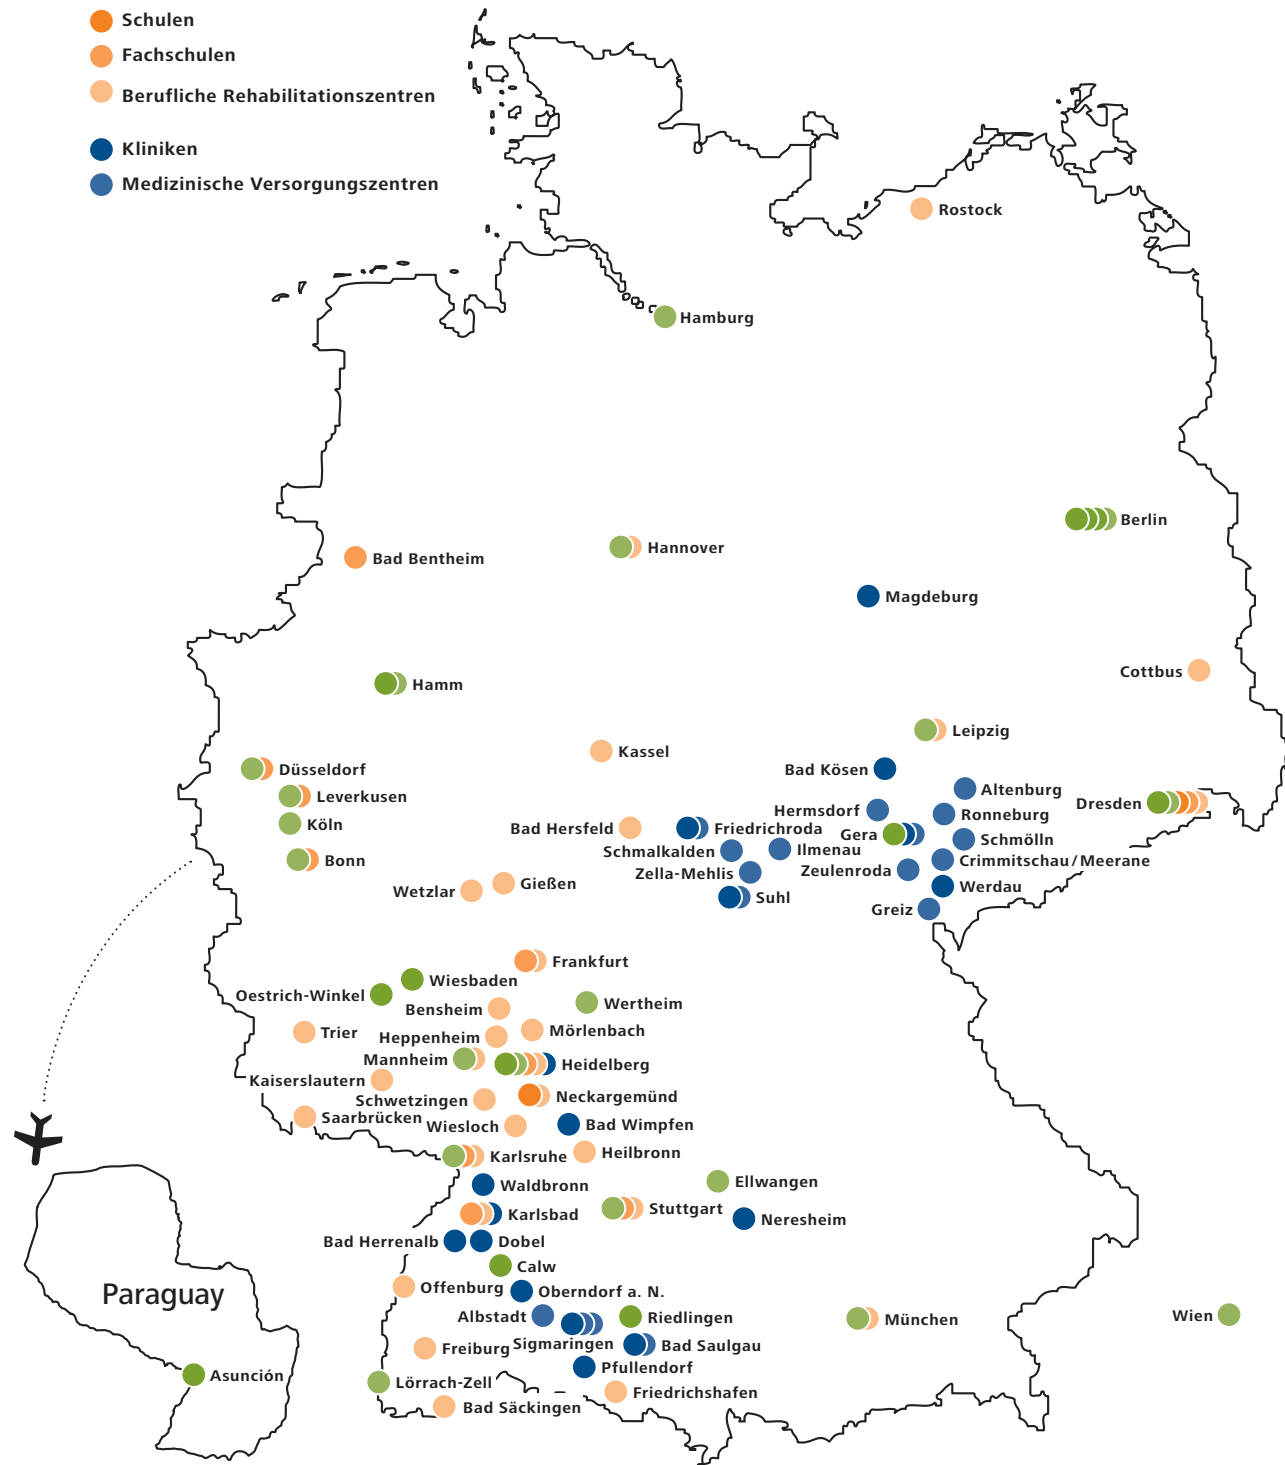 Schulen
Fachschulen
Berufliche Rehabilitationszentren
Kliniken
Medizinische Versorgungszentren
Rostock
Hamburg
Berlin
Hannover
Bad Bentheim
Magdeburg
Cottbus
Hamm
Leipzig
Kassel
Düsseldorf
Bad Kösen
Altenburg
Leverkusen
Dresden
Hermsdorf
Ronneburg
Köln
Bad Hersfeld
Friedrichroda
Gera
Schmölln
Schmalkalden
Ilmenau
Bonn
Crimmitschau/Meerane
Zella-Mehlis
Zeulenroda
Gießen
Wetzlar
Werdau
Suhl
Greiz
Frankfurt
Wiesbaden
Oestrich-Winkel
Wertheim
Bensheim
Trier
Mörlenbach
Heppenheim
Mannheim
Heidelberg
Kaiserslautern
Neckargemünd
Schwetzingen
Saarbrücken
Wiesloch
Bad Wimpfen
Heilbronn
Karlsruhe
Ellwangen
Waldbronn
Stuttgart
Karlsbad
Neresheim
Bad Herrenalb
Dobel
Calw
Offenburg
Oberndorf a. N.
Paraguay
Albstadt
Riedlingen
München
Wien
Sigmaringen
Freiburg
Bad Saulgau
Pfullendorf
Asunción
Lörrach-Zell
Friedrichshafen
Bad Säckingen